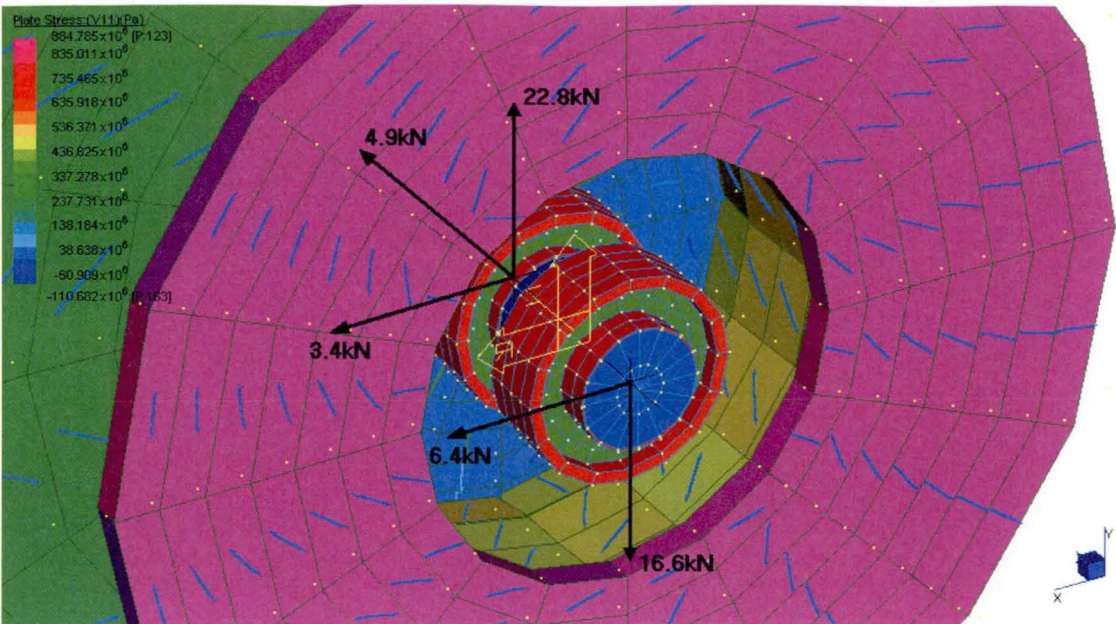 Plate Stress:(V11)(Pa)
884.785x10⁶ [P:123]
835.011x10⁶
735.465x10⁶
635.918x10⁶
536.371x10⁶
436.825x10⁶
337.278x10⁶
237.731x10⁶
138.184x10⁶
38.638x10⁶
-60.909x10⁶
-110.682x10⁶ [P:163]
22.8kN
4.9kN
3.4kN
6.4kN
16.6kN
Y
X